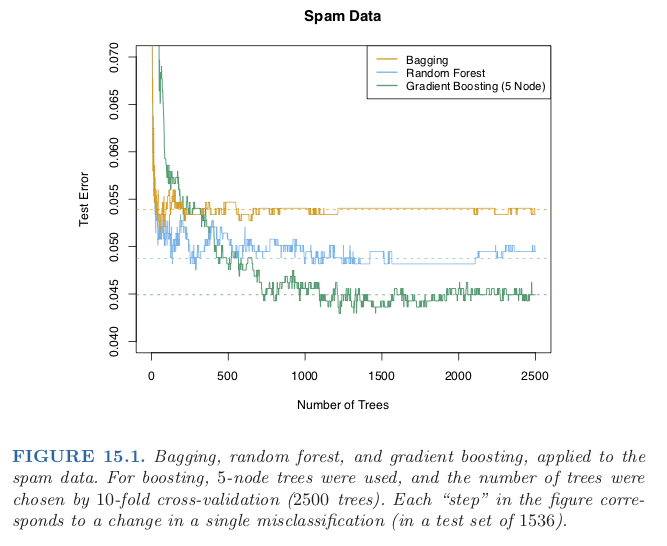 Spam Data
Bagging
Random Forest
Gradient Boosting (5 Node)
Test Error
0.070
0.065
0.060
0.055
0.050
0.045
0.040
0
500
1000
1500
2000
2500
Number of Trees
FIGURE 15.1. Bagging, random forest, and gradient boosting, applied to the
spam data. For boosting, 5-node trees were used, and the number of trees were
chosen by 10-fold cross-validation (2500 trees). Each “step” in the figure corre-
sponds to a change in a single misclassification (in a test set of 1536).